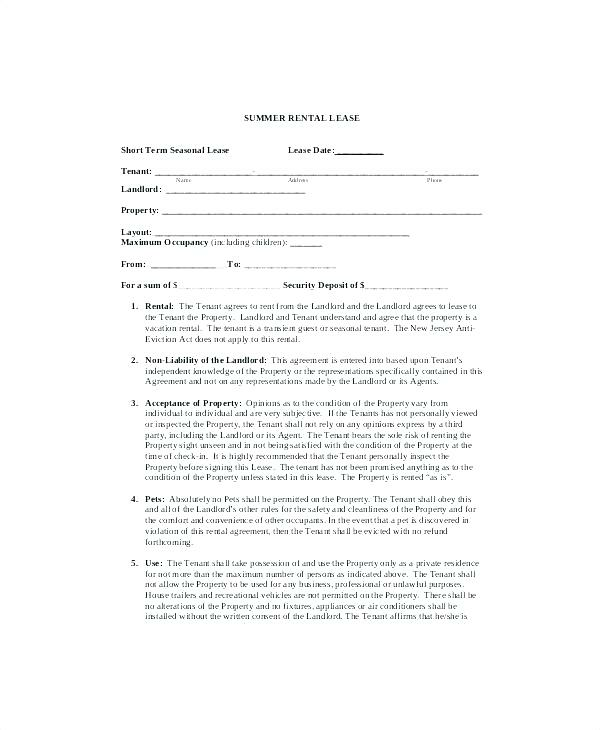 SUMMER RENTAL LEASE
Short Term Seasonal Lease Lease Date:__________
Tenant: ____________________________________________
Name Address Phone
Landlord: ______________________________
Property: ____________________________________________
Layout: ____________________________________________
Maximum Occupancy (including children): _______
From: ______________ To: ____________________
For a sum of $______________________ Security Deposit of $__________________
1. Rental: The Tenant agrees to rent from the Landlord and the Landlord agrees to lease to
the Tenant the Property. Landlord and Tenant understand and agree that the property is a
vacation rental. The tenant is a transient guest or seasonal tenant. The New Jersey Anti-
Eviction Act does not apply to this rental.
2. Non-Liability of the Landlord: This agreement is entered into based upon Tenant's
independent knowledge of the Property or the representations specifically contained in this
Agreement and not on any representations made by the Landlord or its Agents.
3. Acceptance of Property: Opinions as to the condition of the Property vary from
individual to individual and are very subjective. If the Tenants has not personally viewed
or inspected the Property, the Tenant shall not rely on any opinions express by a third
party, including the Landlord or its Agent. The Tenant bears the sole risk of renting the
Property sight unseen and in not being satisfied with the condition of the Property at the
time of check-in. It is highly recommended that the Tenant personally inspect the
Property before signing this Lease. The tenant has not been promised anything as to the
condition of the Property unless stated in this lease. The Property is rented "as is".
4. Pets: Absolutely no Pets shall be permitted on the Property. The Tenant shall obey this
and all of the Landlord's other rules for the safety and cleanliness of the Property and for
the comfort and convenience of other occupants. In the event that a pet is discovered in
violation of this rental agreement, then the Tenant shall be evicted with no refund
forthcoming.
5. Use: The Tenant shall take possession of and use the Property only as a private residence
for not more than the maximum number of persons as indicated above. The Tenant shall
not allow the Property to be used for any business, professional or unlawful purposes.
House trailers and recreational vehicles are not permitted on the Property. There shall be
no alterations of the Property and no fixtures, appliances or air conditioners shall be
installed without the written consent of the Landlord. The Tenant affirms that he/she is